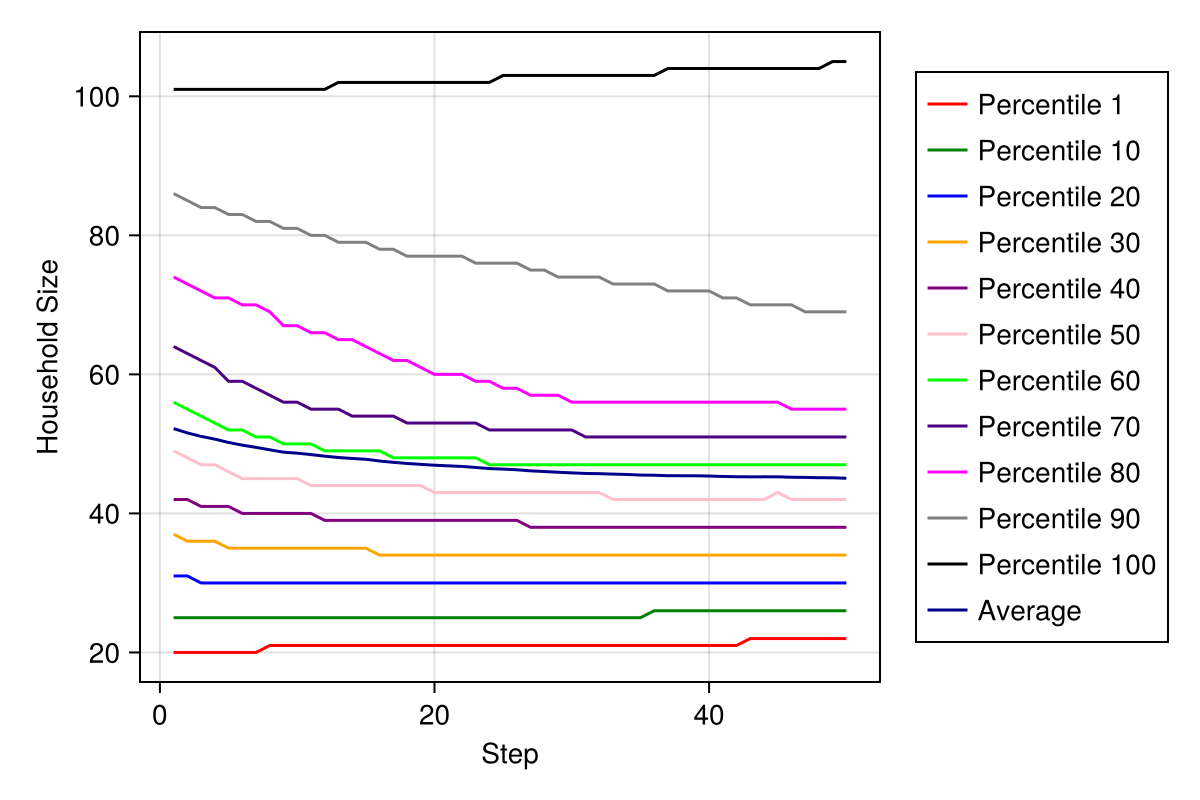 100
80
60
40
20
0
20
40
Household Size
Step
Percentile 1
Percentile 10
Percentile 20
Percentile 30
Percentile 40
Percentile 50
Percentile 60
Percentile 70
Percentile 80
Percentile 90
Percentile 100
Average